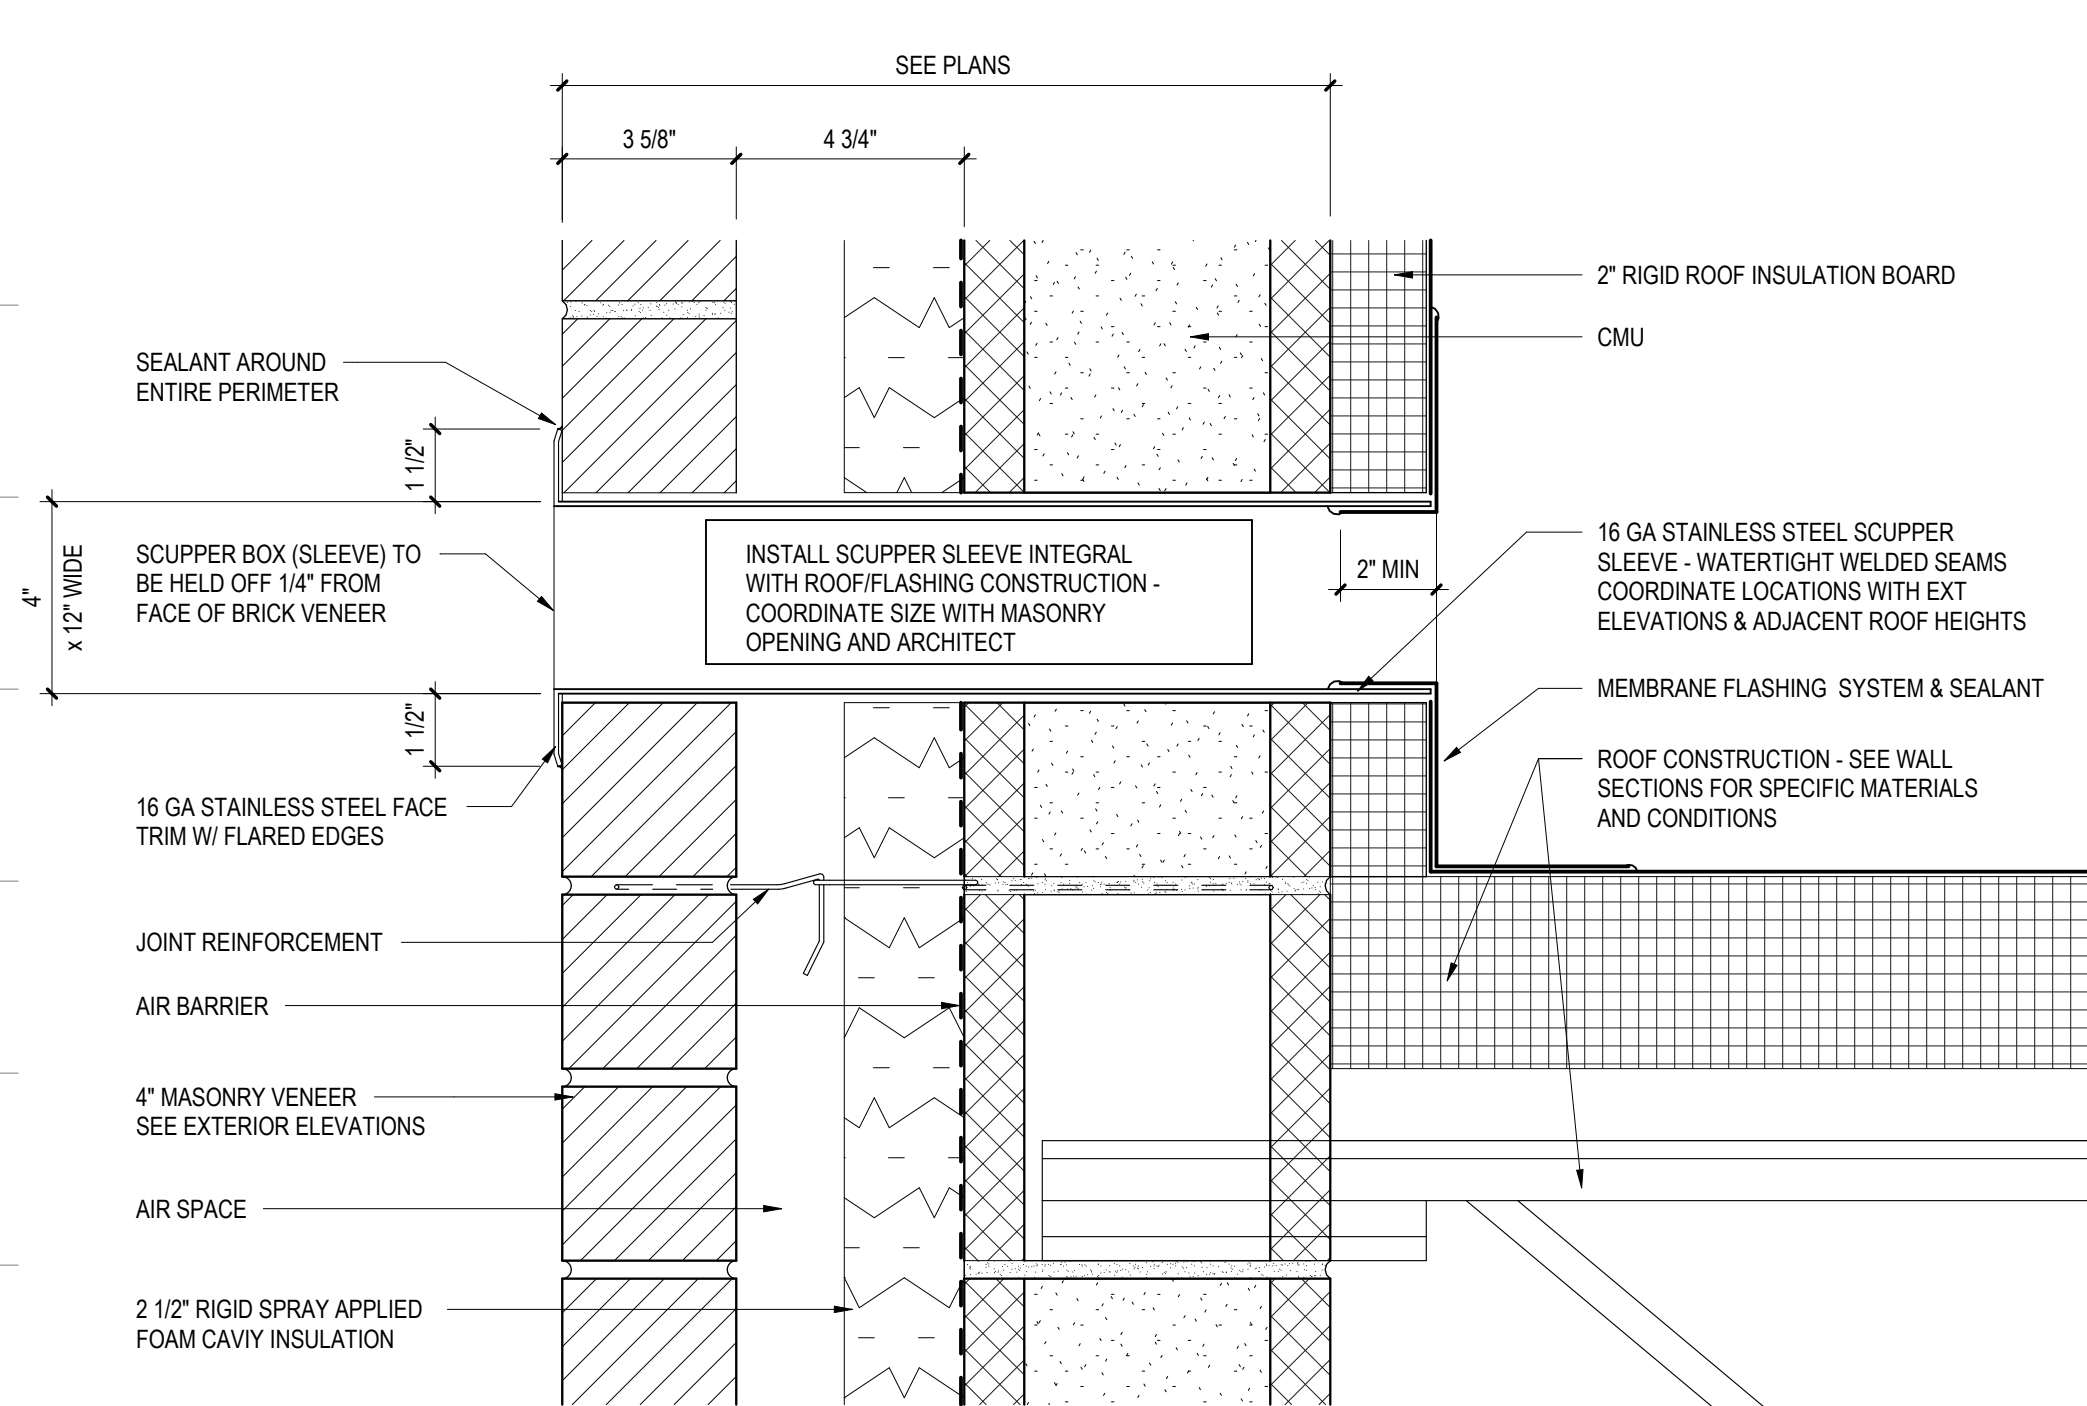 SEE PLANS
3 5/8"
4 3/4"
2" RIGID ROOF INSULATION BOARD
CMU
SEALANT AROUND
ENTIRE PERIMETER
1 1/2"
4"
x 12" WIDE
SCUPPER BOX (SLEEVE) TO
BE HELD OFF 1/4" FROM
FACE OF BRICK VENEER
INSTALL SCUPPER SLEEVE INTEGRAL
WITH ROOF/FLASHING CONSTRUCTION -
COORDINATE SIZE WITH MASONRY
OPENING AND ARCHITECT
2" MIN
16 GA STAINLESS STEEL SCUPPER
SLEEVE - WATERTIGHT WELDED SEAMS
COORDINATE LOCATIONS WITH EXT
ELEVATIONS & ADJACENT ROOF HEIGHTS
MEMBRANE FLASHING SYSTEM & SEALANT
1 1/2"
ROOF CONSTRUCTION - SEE WALL
SECTIONS FOR SPECIFIC MATERIALS
AND CONDITIONS
16 GA STAINLESS STEEL FACE
TRIM W/ FLARED EDGES
JOINT REINFORCEMENT
AIR BARRIER
4" MASONRY VENEER
SEE EXTERIOR ELEVATIONS
AIR SPACE
2 1/2" RIGID SPRAY APPLIED
FOAM CAVIY INSULATION